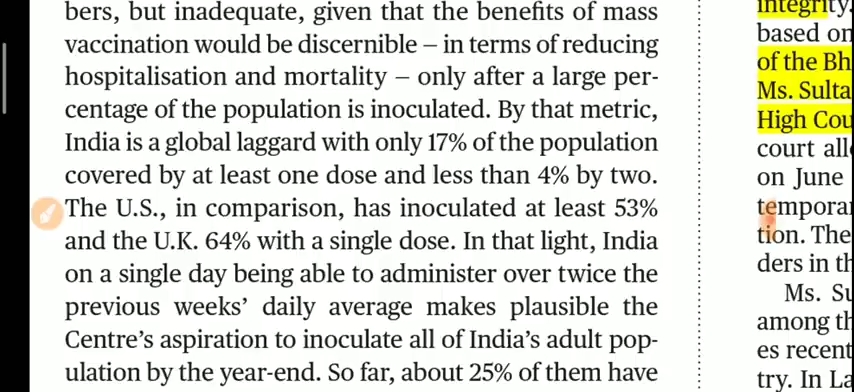 bers, but inadequate, given that the benefits of mass
vaccination would be discernible – in terms of reducing
hospitalisation and mortality – only after a large per-
centage of the population is inoculated. By that metric,
India is a global laggard with only 17% of the population
covered by at least one dose and less than 4% by two.
The U.S., in comparison, has inoculated at least 53%
and the U.K. 64% with a single dose. In that light, India
on a single day being able to administer over twice the
previous weeks’ daily average makes plausible the
Centre’s aspiration to inoculate all of India’s adult pop-
ulation by the year-end. So far, about 25% of them have
integrity.
based on
of the Bh
Ms. Sulta
High Cou
court all
on June
tempora
tion. The
ders in th
Ms. Su
among th
es recent
try. In La